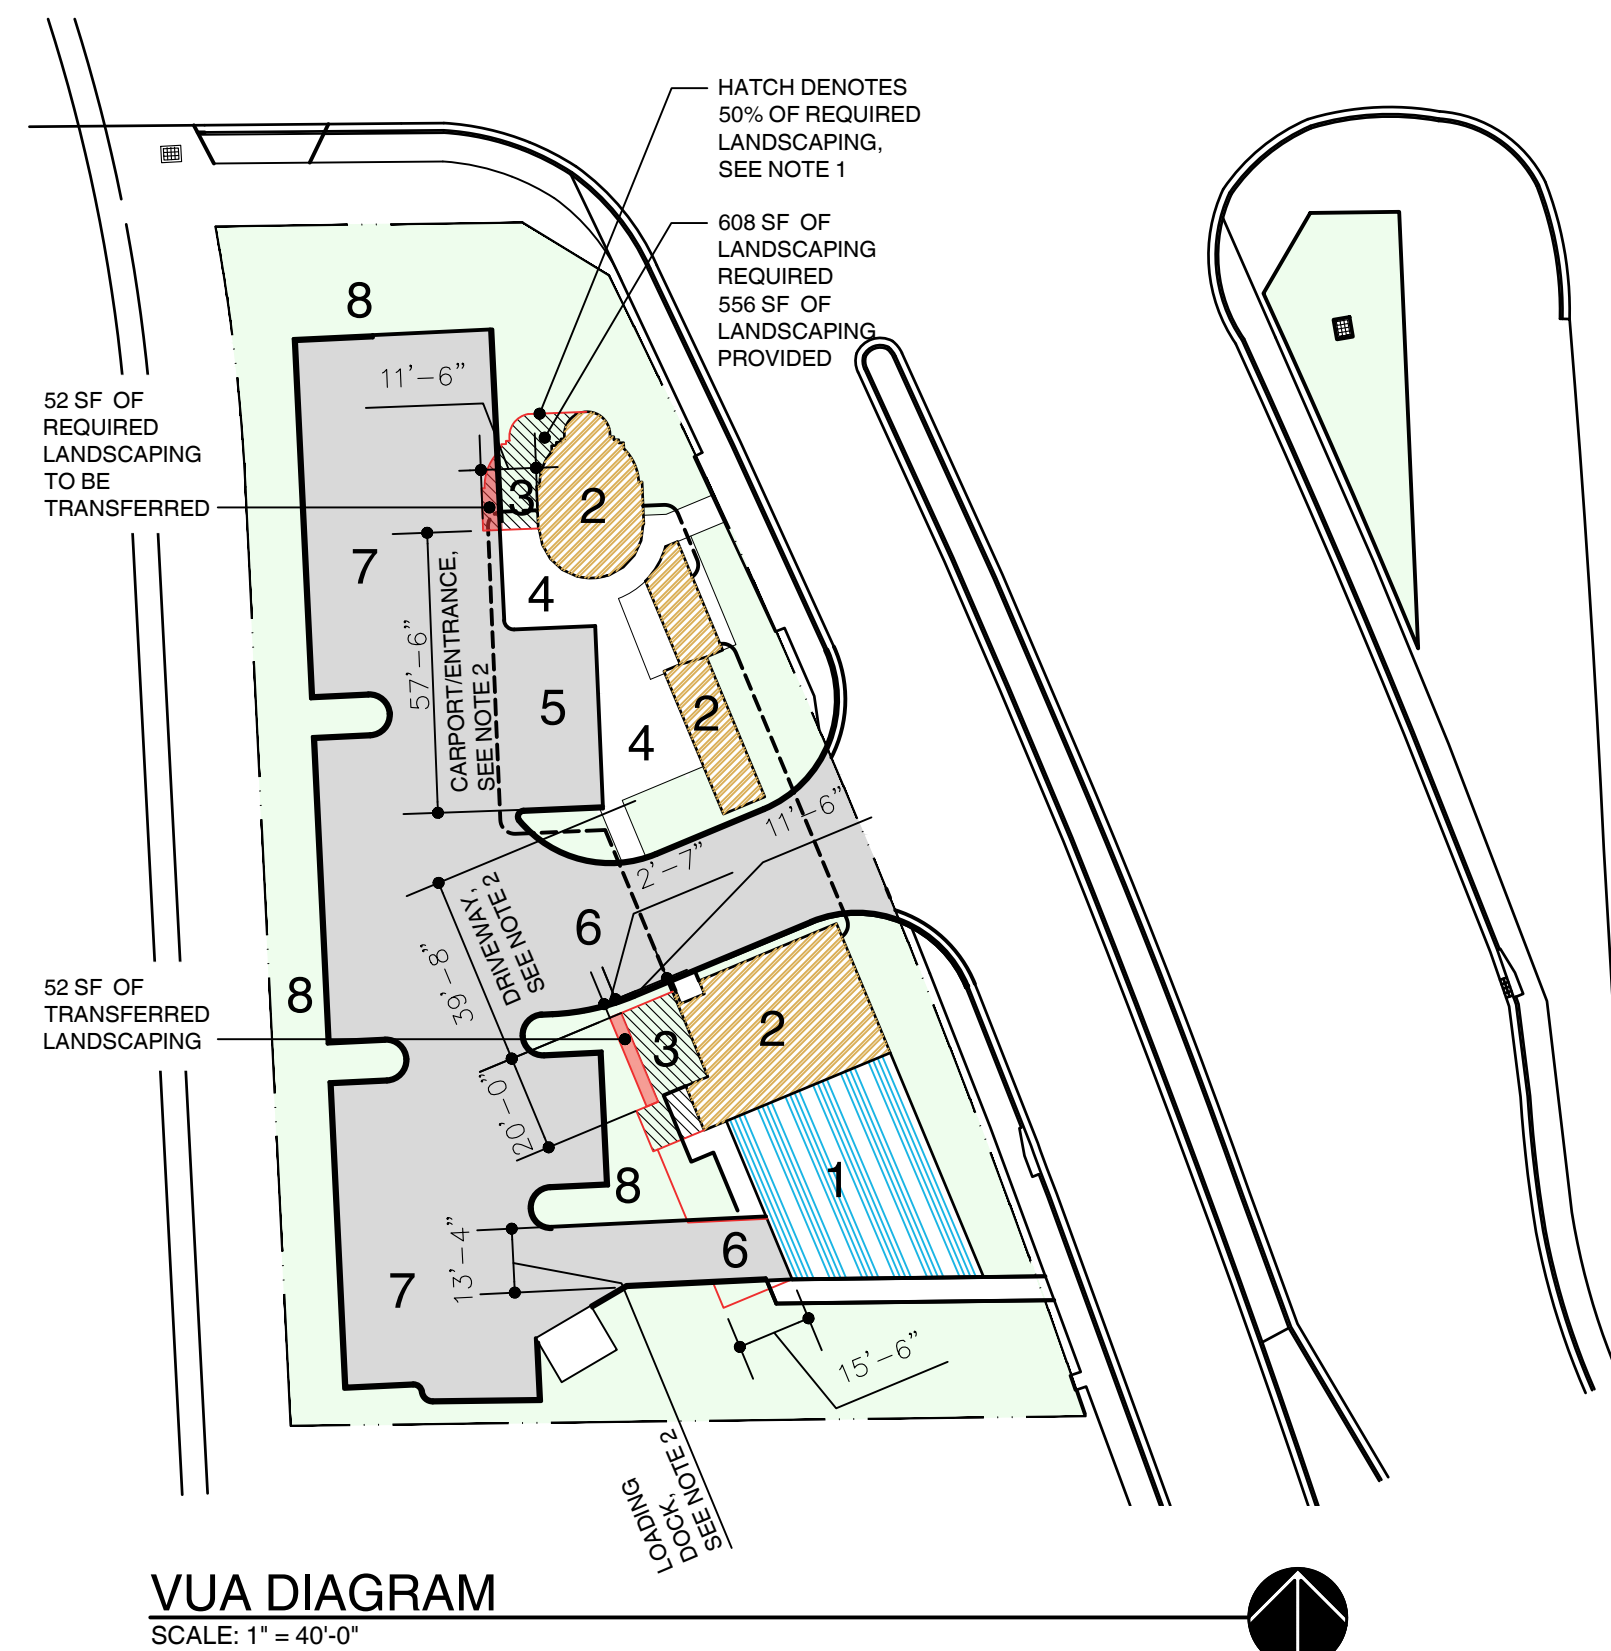 HATCH DENOTES
50% OF REQUIRED
LANDSCAPING,
SEE NOTE 1
608 SF OF
LANDSCAPING
REQUIRED
556 SF OF
LANDSCAPING
PROVIDED
8
11'-6"
52 SF OF
REQUIRED
LANDSCAPING
TO BE
TRANSFERRED
3
2
7
4
57'-6"
CARPORT/ENTRANCE,
SEE NOTE 2
5
4
2
11'-6"
2'-7"
6
DRIVEWAY,
SEE NOTE 2
39'-8"
8
52 SF OF
TRANSFERRED
LANDSCAPING
3
2
20'-0"
8
1
6
13'-4"
7
15'-6"
LOADING
DOCK,
SEE NOTE 2
VUA DIAGRAM
SCALE: 1" = 40'-0"